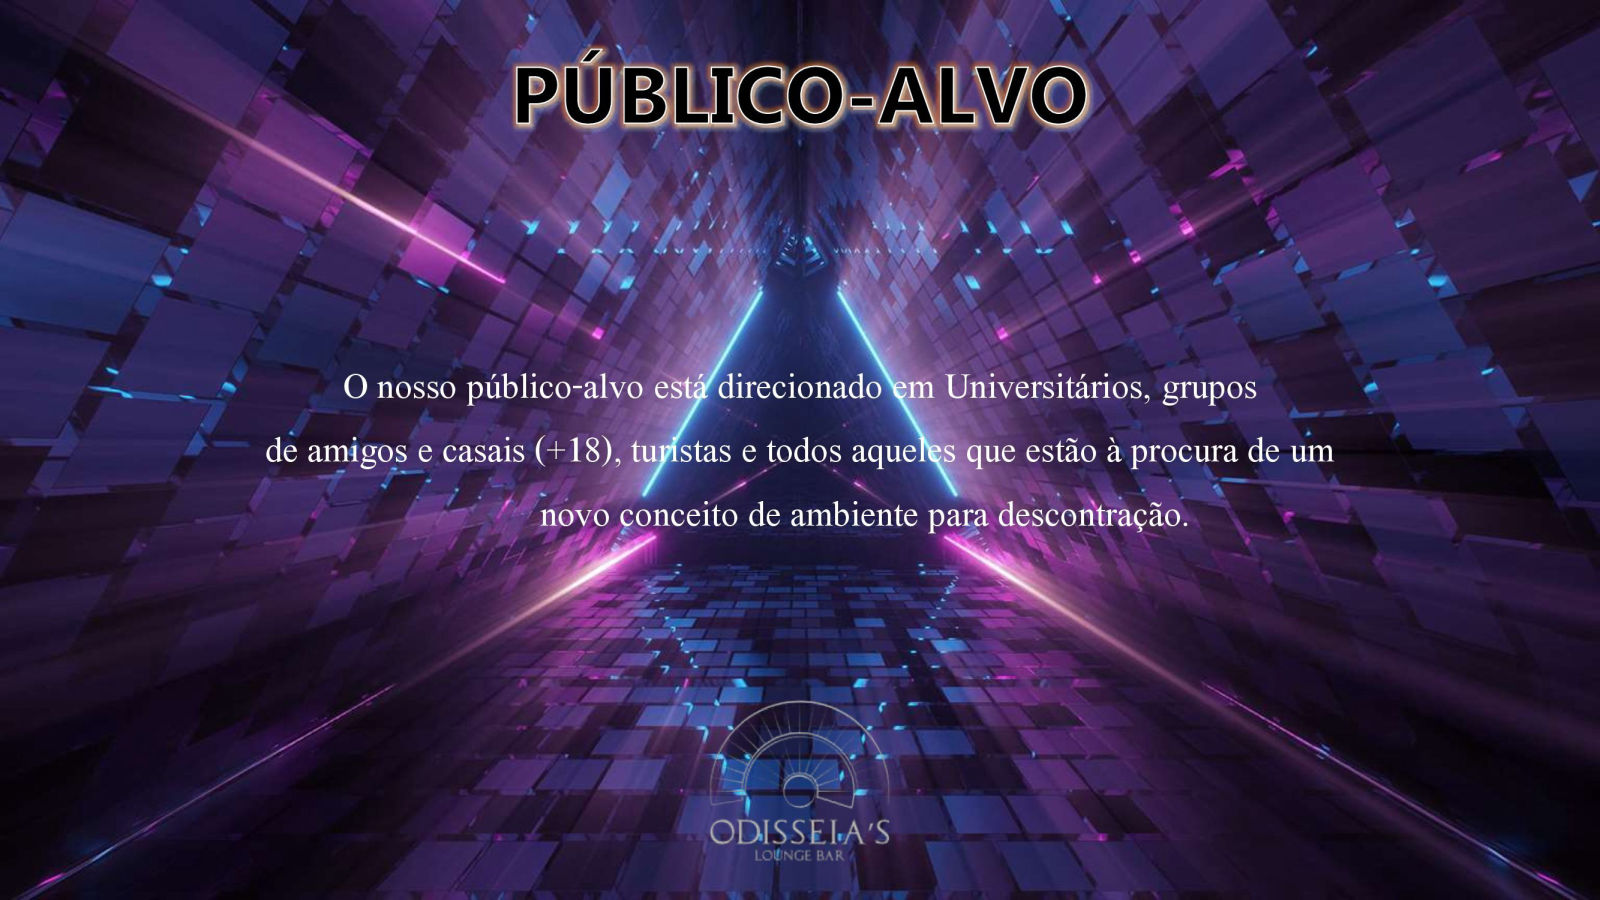 PÚBLICO-ALVO
O nosso público-alvo está direcionado em Universitários, grupos
de amigos e casais (+18), turistas e todos aqueles que estão à procura de um
novo conceito de ambiente para descontração.
ODISSEIA'S
LOUNGE BAR